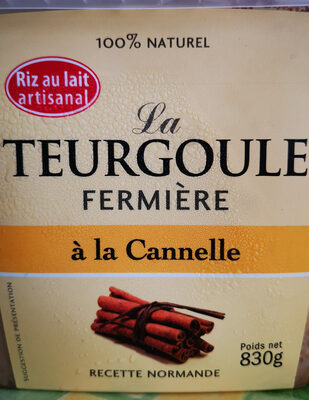 100% NATUREL
Riz au lait
artisanal
La
TEURGOULE
FERMIÈRE
à la Cannelle
SUGGESTION DE PRÉSENTATION
Poids net
830g
RECETTE NORMANDE